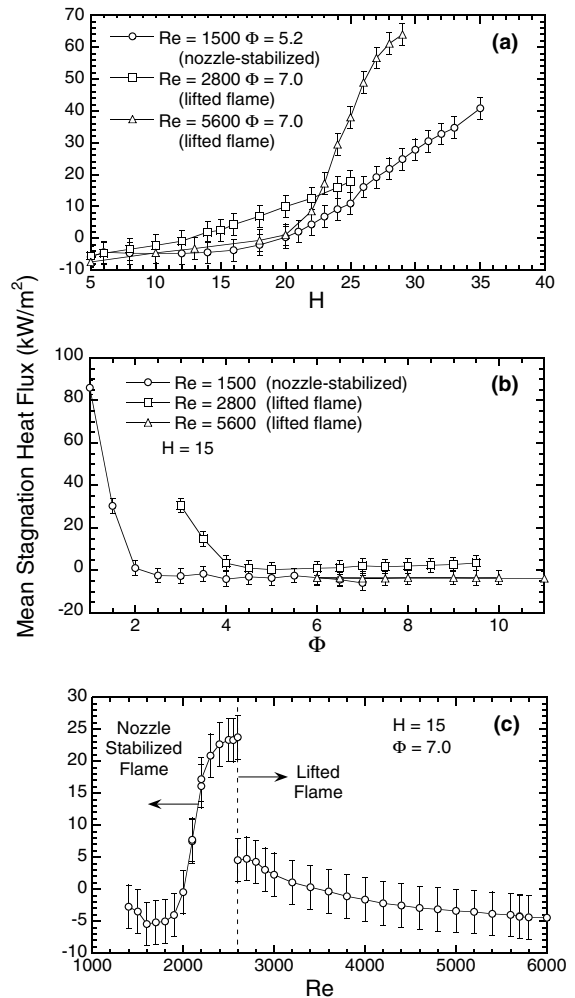 Mean Stagnation Heat Flux (kW/m²)
70
60
50
40
30
20
10
0
-10
Re = 1500 Φ = 5.2
(nozzle-stabilized)
Re = 2800 Φ = 7.0
(lifted flame)
Re = 5600 Φ = 7.0
(lifted flame)
(a)
5 10 15 20 25 30 35 40
H
100
80
60
40
20
0
-20
Re = 1500 (nozzle-stabilized)
Re = 2800 (lifted flame)
Re = 5600 (lifted flame)
H = 15
(b)
2 4 6 8 10
Φ
30
25
20
15
10
5
0
-5
-10
Nozzle
Stabilized
Flame
Lifted
Flame
H = 15
Φ = 7.0
(c)
1000 2000 3000 4000 5000 6000
Re